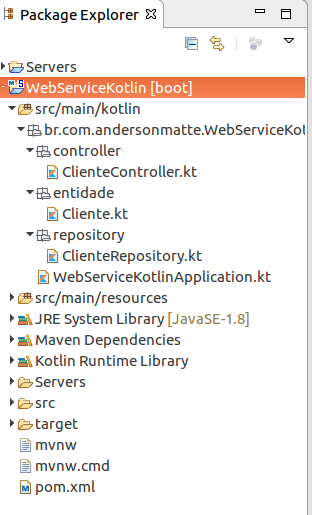 Package Explorer
Servers
WebServiceKotlin [boot]
src/main/kotlin
br.com.andersonmatte.WebServiceKot
controller
ClienteController.kt
entidade
Cliente.kt
repository
ClienteRepository.kt
WebServiceKotlinApplication.kt
src/main/resources
JRE System Library [JavaSE-1.8]
Maven Dependencies
Kotlin Runtime Library
Servers
src
target
mvnw
mvnw.cmd
pom.xml